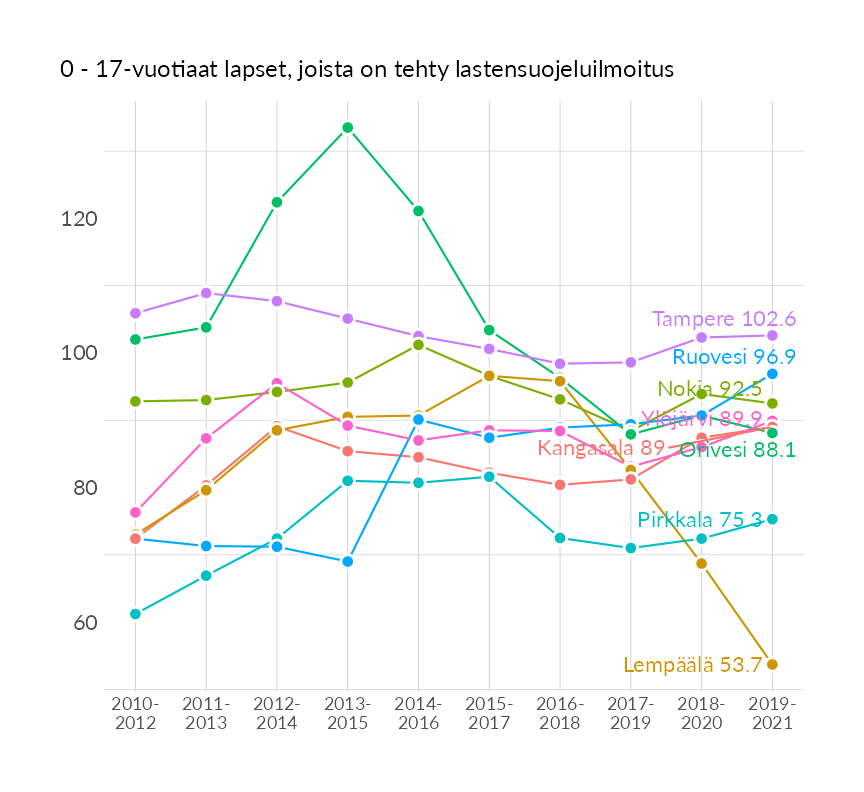 0 - 17-vuotiaat lapset, joista on tehty lastensuojeluilmoitus
120
100
80
60
Tampere 102.6
Ruovesi 96.9
Nokia 92.5
Ylöjärvi 89.9
Kangasala 89
Orivesi 88.1
Pirkkala 75.3
Lempäälä 53.7
2010-
2012
2011-
2013
2012-
2014
2013-
2015
2014-
2016
2015-
2017
2016-
2018
2017-
2019
2018-
2020
2019-
2021